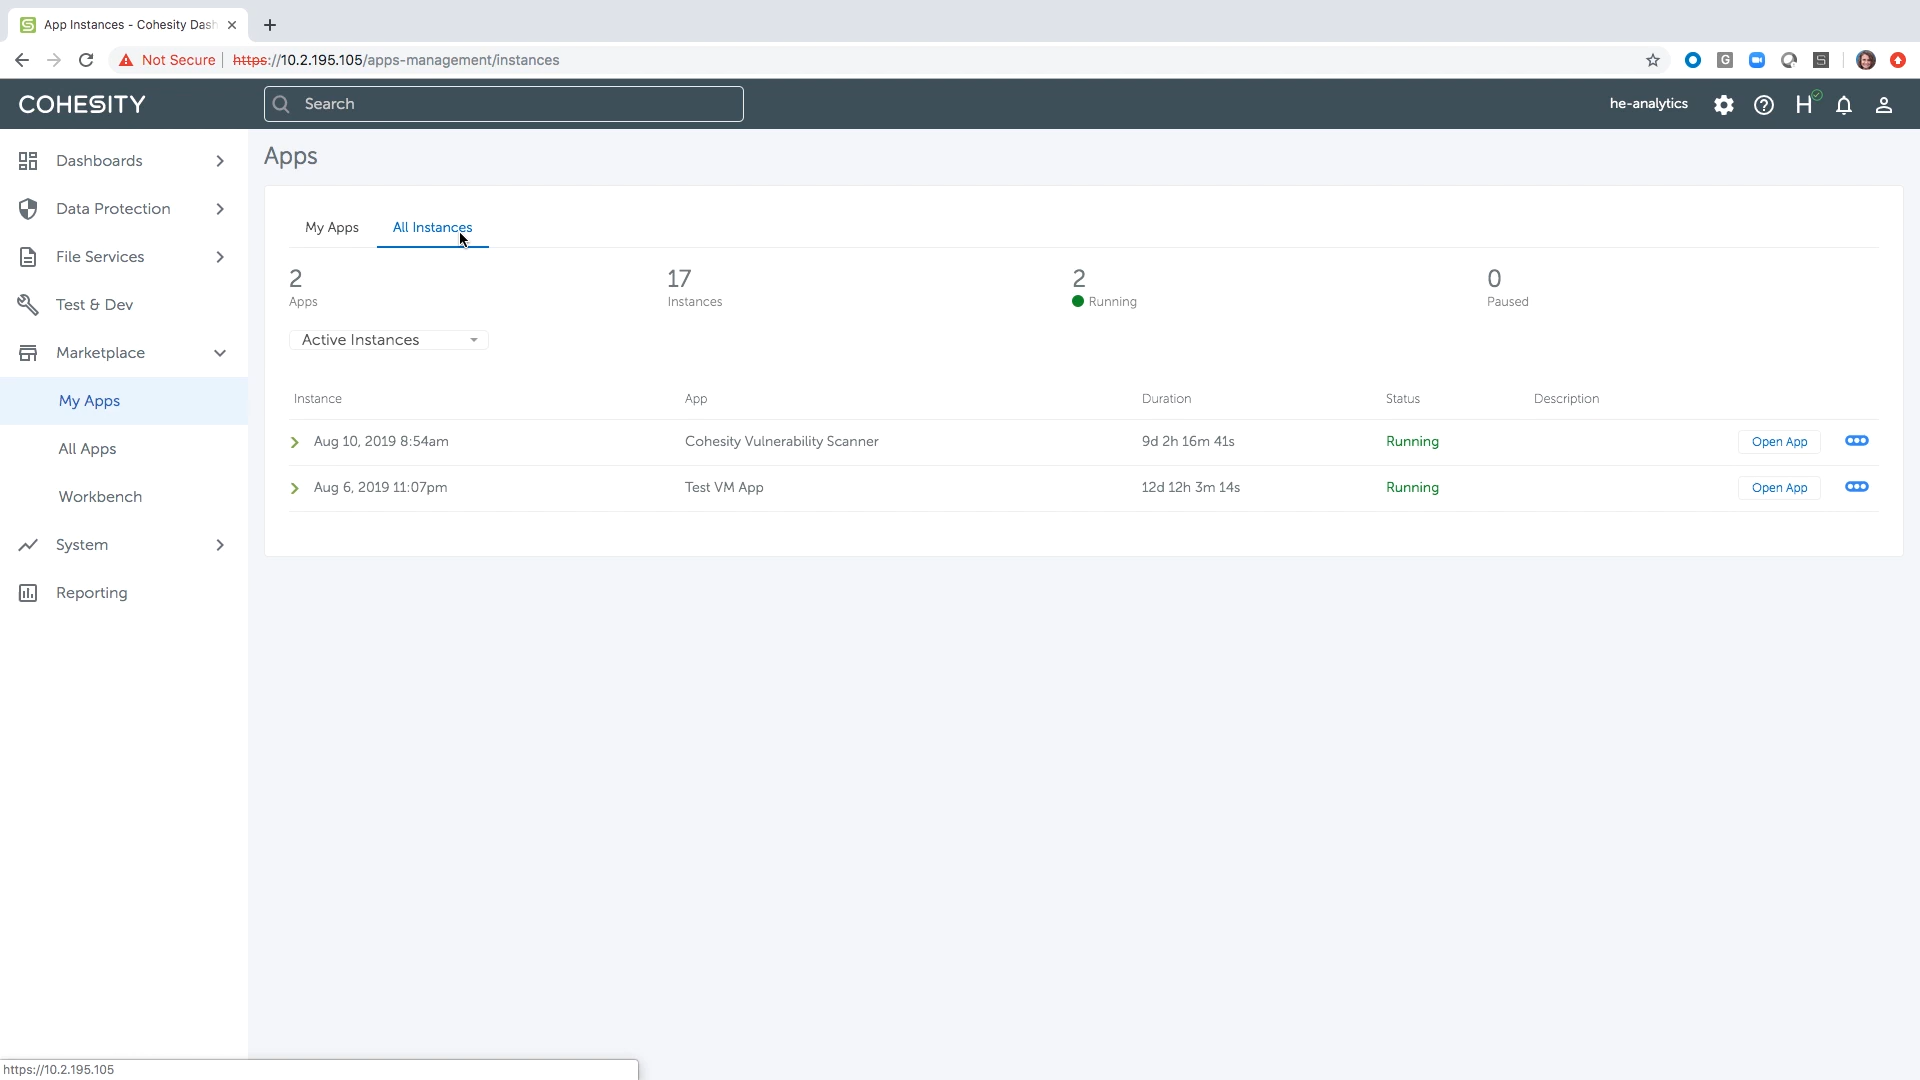 App Instances - Cohesity Dash
Not Secure https://10.2.195.105/apps-management/instances
COHESITY
Search
he-analytics
H
Dashboards
Data Protection
File Services
Test & Dev
Marketplace
My Apps
All Apps
Workbench
System
Reporting
Apps
My Apps All Instances
2 17 2 0
Apps Instances Running Paused
Active Instances
Instance App Duration Status Description
Aug 10, 2019 8:54am Cohesity Vulnerability Scanner 9d 2h 16m 41s Running Open App
Aug 6, 2019 11:07pm Test VM App 12d 12h 3m 14s Running Open App
https://10.2.195.105